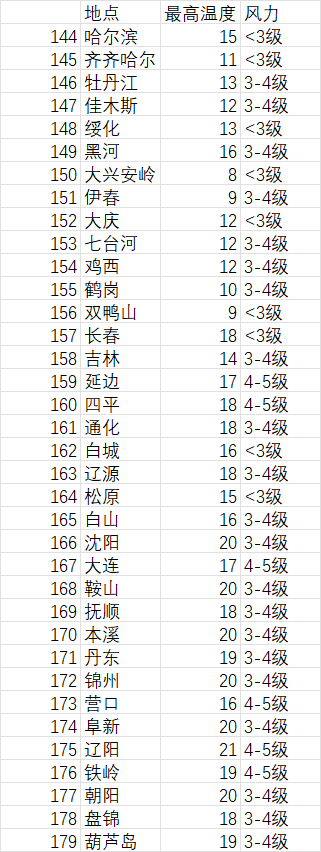 地点 最高温度 风力
144 哈尔滨 15 <3级
145 齐齐哈尔 11 <3级
146 牡丹江 13 3-4级
147 佳木斯 12 3-4级
148 绥化 13 <3级
149 黑河 16 3-4级
150 大兴安岭 8 <3级
151 伊春 9 3-4级
152 大庆 12 <3级
153 七台河 12 3-4级
154 鸡西 12 3-4级
155 鹤岗 10 3-4级
156 双鸭山 9 <3级
157 长春 18 <3级
158 吉林 14 3-4级
159 延边 17 4-5级
160 四平 18 4-5级
161 通化 18 3-4级
162 白城 16 <3级
163 辽源 18 3-4级
164 松原 15 <3级
165 白山 16 3-4级
166 沈阳 20 3-4级
167 大连 17 4-5级
168 鞍山 20 3-4级
169 抚顺 18 3-4级
170 本溪 20 3-4级
171 丹东 19 3-4级
172 锦州 20 3-4级
173 营口 16 4-5级
174 阜新 20 3-4级
175 辽阳 21 4-5级
176 铁岭 19 4-5级
177 朝阳 20 3-4级
178 盘锦 18 3-4级
179 葫芦岛 19 3-4级